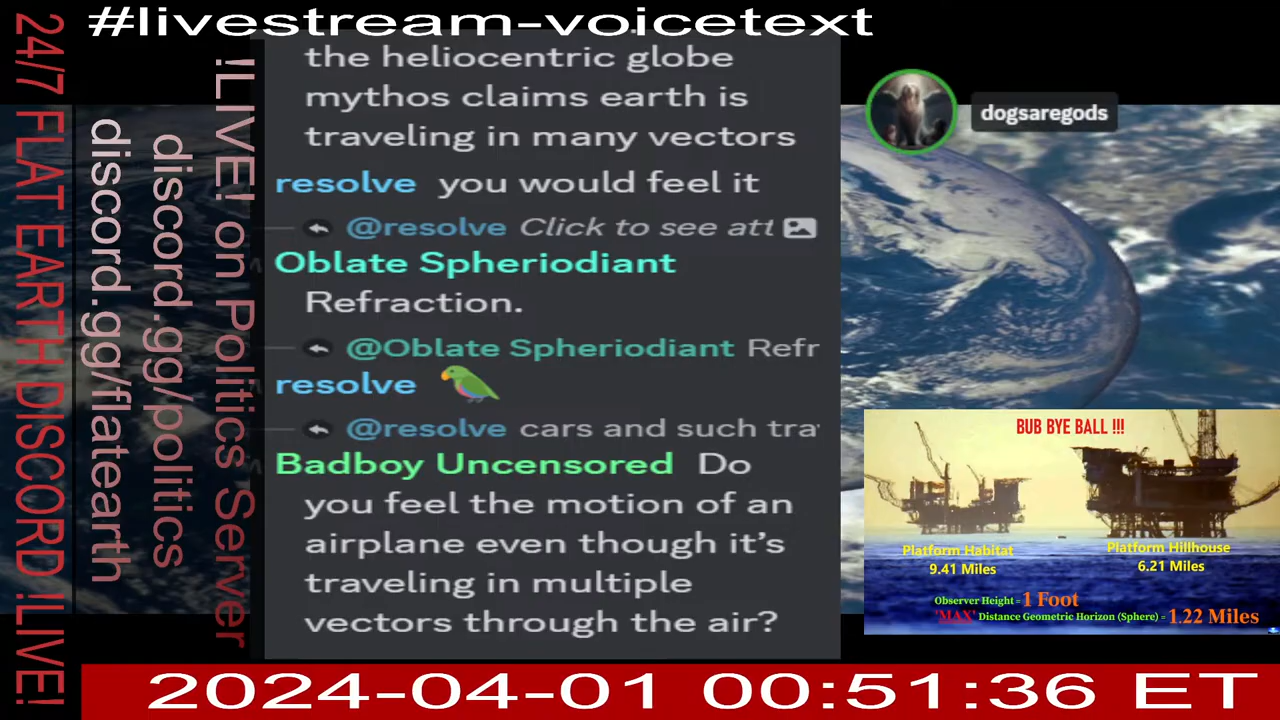 #livestream-voicetext
24/7 FLAT EARTH DISCORD !LIVE!
discord.gg/flatearth
discord.gg/politics
!LIVE! on Politics Server
the heliocentric globe
mythos claims earth is
traveling in many vectors
resolve you would feel it
@resolve Click to see att
Oblate Spheriodiant
Refraction.
@Oblate Spheriodiant Refr
resolve
@resolve cars and such tra
Badboy Uncensored Do
you feel the motion of an
airplane even though it’s
traveling in multiple
vectors through the air?
dogsaregods
BUB BYE BALL !!!
Platform Habitat
9.41 Miles
Platform Hillhouse
6.21 Miles
Observer Height = 1 Foot
'MAX' Distance Geometric Horizon (Sphere) = 1.22 Miles
2024-04-01 00:51:36 ET